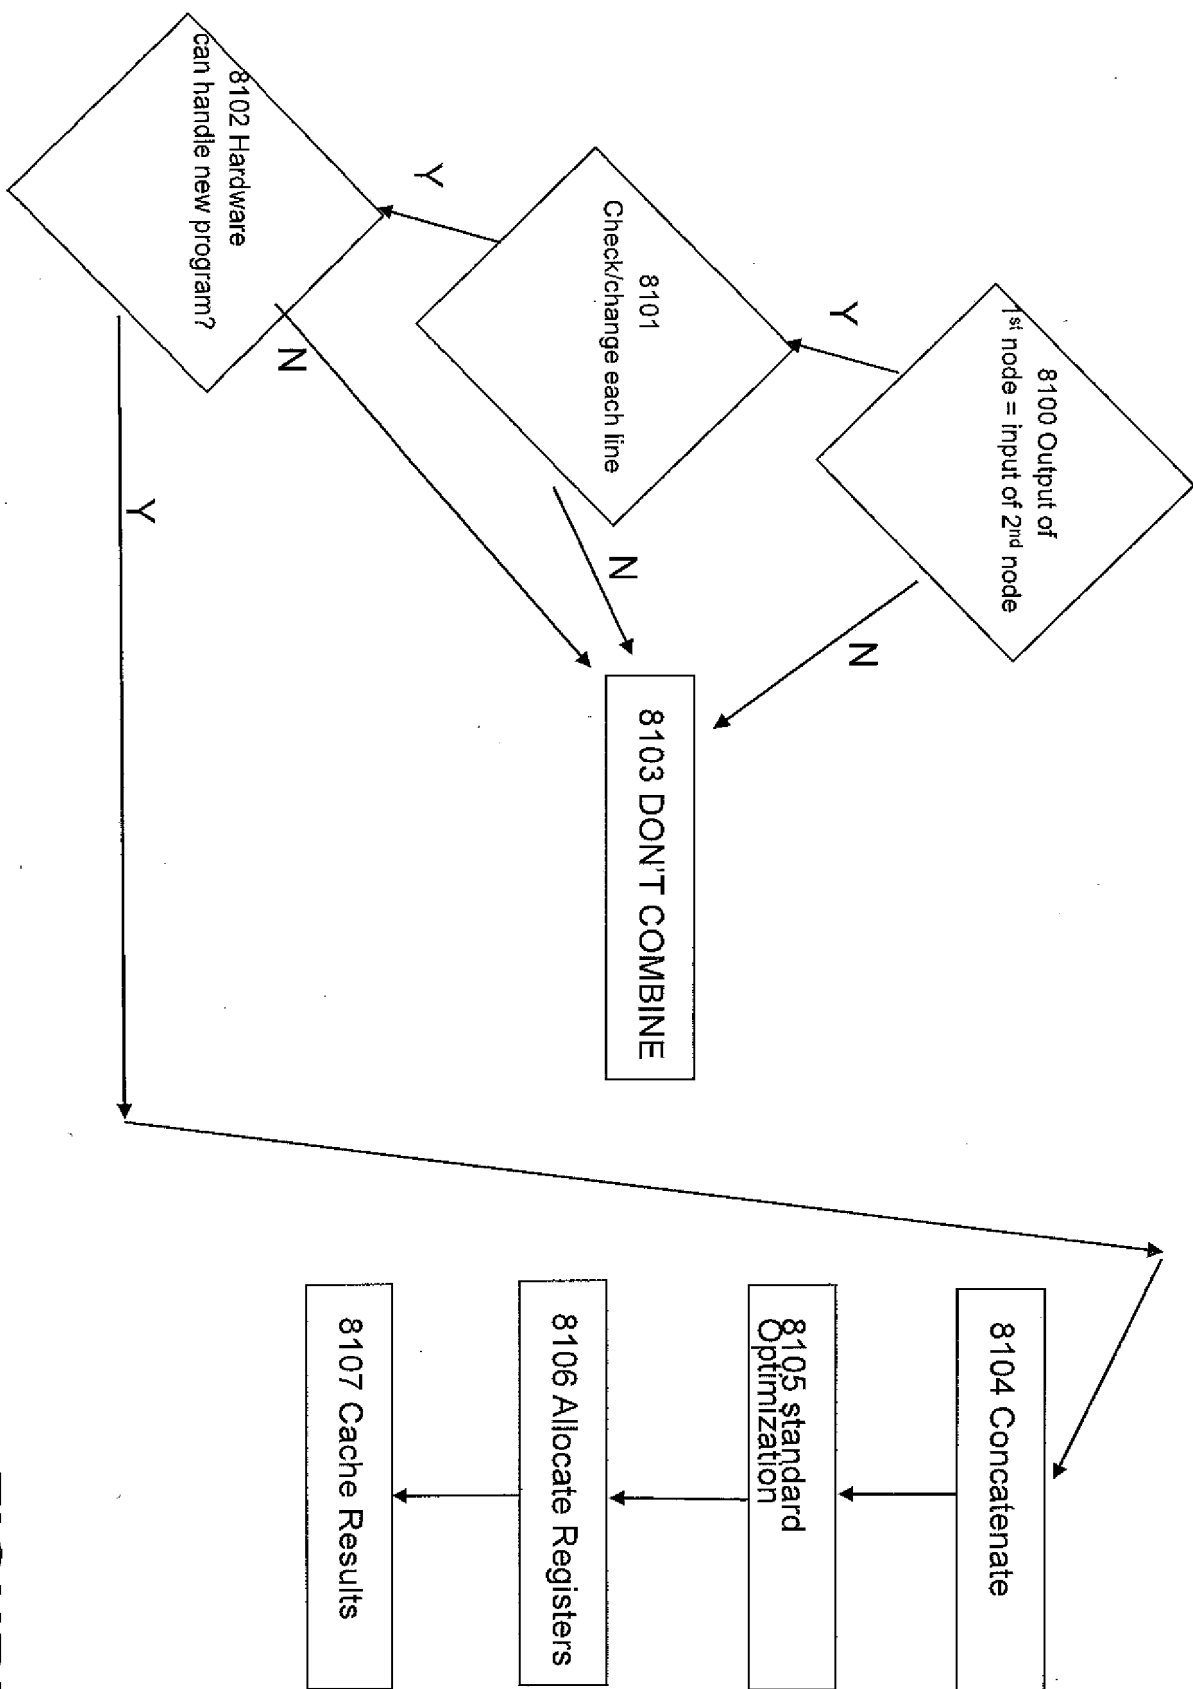 8100 Output of
1st node = input of 2nd node
Y
N
8101
Check/change each line
Y
N
8102 Hardware
can handle new program?
N
Y
8103 DON'T COMBINE
8104 Concatenate
8105 standard
Optimization
8106 Allocate Registers
8107 Cache Results